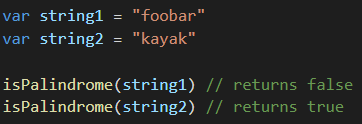 var string1 = "foobar"
var string2 = "kayak"
isPalindrome(string1) // returns false
isPalindrome(string2) // returns true